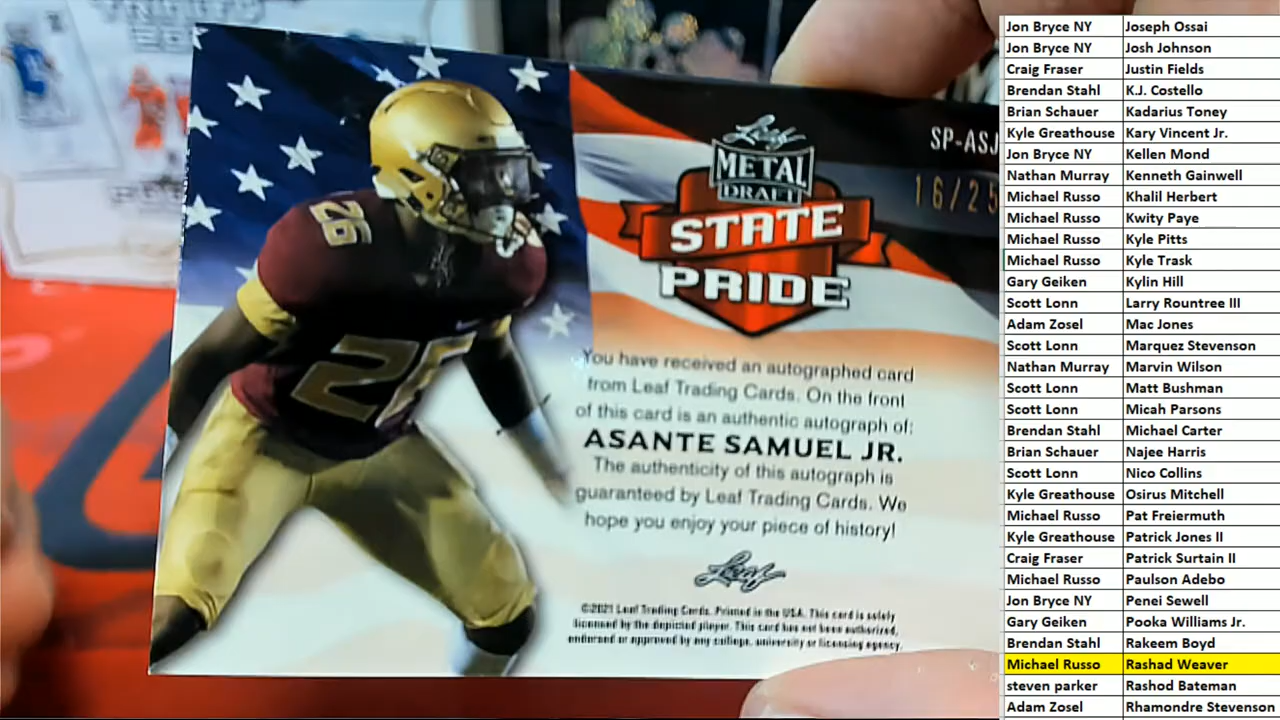 SP-ASJ
16/25
Leaf
METAL
DRAFT
STATE
PRIDE
26
26
You have received an autographed card
from Leaf Trading Cards. On the front
of this card is an authentic autograph of:
ASANTE SAMUEL JR.
The authenticity of this autograph is
guaranteed by Leaf Trading Cards. We
hope you enjoy your piece of history!
Leaf
©2021 Leaf Trading Cards. Printed in the USA. This card is solely
licensed by the depicted player. This card has not been authorized,
endorsed or approved by any college, university or licensing agency.
Jon Bryce NY Joseph Ossai
Jon Bryce NY Josh Johnson
Craig Fraser Justin Fields
Brendan Stahl K.J. Costello
Brian Schauer Kadarius Toney
Kyle Greathouse Kary Vincent Jr.
Jon Bryce NY Kellen Mond
Nathan Murray Kenneth Gainwell
Michael Russo Khalil Herbert
Michael Russo Kwity Paye
Michael Russo Kyle Pitts
Michael Russo Kyle Trask
Gary Geiken Kylin Hill
Scott Lonn Larry Rountree III
Adam Zosel Mac Jones
Scott Lonn Marquez Stevenson
Nathan Murray Marvin Wilson
Scott Lonn Matt Bushman
Scott Lonn Micah Parsons
Brendan Stahl Michael Carter
Brian Schauer Najee Harris
Scott Lonn Nico Collins
Kyle Greathouse Osirus Mitchell
Michael Russo Pat Freiermuth
Kyle Greathouse Patrick Jones II
Craig Fraser Patrick Surtain II
Michael Russo Paulson Adebo
Jon Bryce NY Penei Sewell
Gary Geiken Pooka Williams Jr.
Brendan Stahl Rakeem Boyd
Michael Russo Rashad Weaver
steven parker Rashod Bateman
Adam Zosel Rhamondre Stevenson